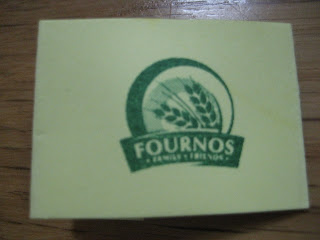 FOURNOS
• FAMILY & FRIENDS •